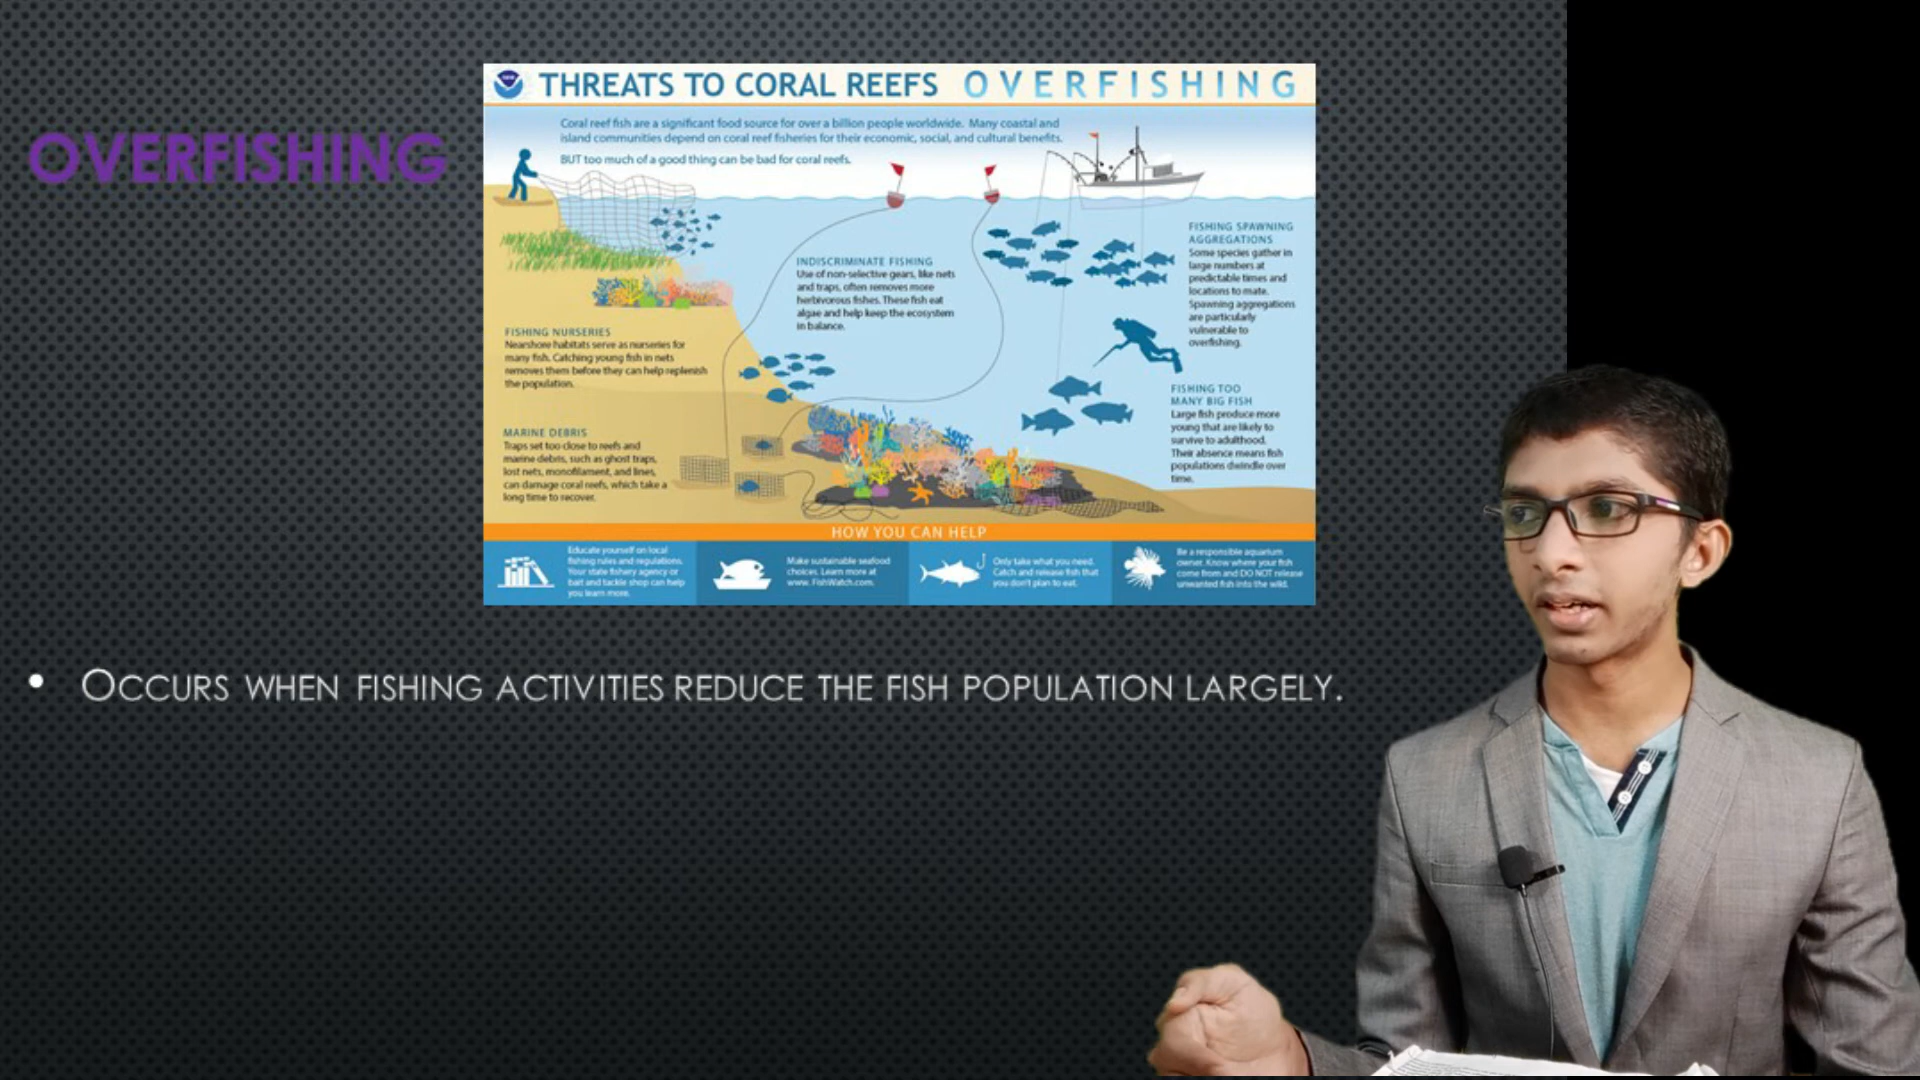 OVERFISHING
THREATS TO CORAL REEFS OVERFISHING
Coral reef fish are a significant food source for over a billion people worldwide. Many coastal and
island communities depend on coral reef fisheries for their economic, social, and cultural benefits.
BUT too much of a good thing can be bad for coral reefs.
INDISCRIMINATE FISHING
Use of non-selective gears, like nets
and traps, often removes more
herbivorous fishes. These fish eat
algae and help keep the ecosystem
in balance.
FISHING SPAWNING
AGGREGATIONS
Some species gather in
large numbers at
predictable times and
locations to mate.
Spawning aggregations
are particularly
vulnerable to
overfishing.
FISHING NURSERIES
Nearshore habitats serve as nurseries for
many fish. Catching young fish in nets
removes them before they can help replenish
the population.
FISHING TOO
MANY BIG FISH
Large fish produce more
young that are likely to
survive to adulthood.
Their absence means fish
populations dwindle over
time.
MARINE DEBRIS
Traps set too close to reefs and
marine debris, such as ghost traps,
lost nets, monofilament, and lines,
can damage coral reefs, which take a
long time to recover.
HOW YOU CAN HELP
Educate yourself on local
fishing rules and regulations.
Your state fishery agency or
bait and tackle shop can help
you learn more.
Make sustainable seafood
choices. Learn more at
www. FishWatch.com.
Only take what you need.
Catch and release fish that
you don't plan to eat.
Be a responsible aquarium
owner. Know where your fish
come from and DO NOT release
unwanted fish into the wild.
• OCCURS WHEN FISHING ACTIVITIES REDUCE THE FISH POPULATION LARGELY.